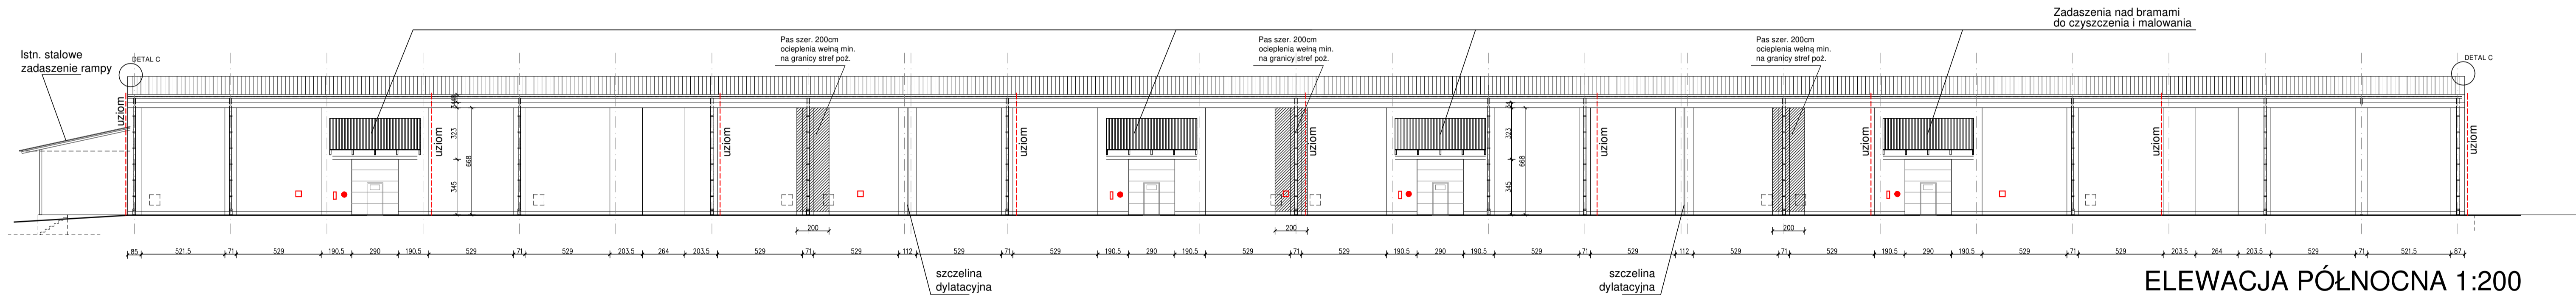 Zadaszenia nad bramami
do czyszczenia i malowania
Istn. stalowe
zadaszenie rampy
DETAL C
Pas szer. 200cm
ocieplenia wełną min.
na granicy stref poż.
Pas szer. 200cm
ocieplenia wełną min.
na granicy stref poż.
Pas szer. 200cm
ocieplenia wełną min.
na granicy stref poż.
DETAL C
uziom
uziom
uziom
uziom
uziom
uziom
uziom
uziom
uziom
323
345
668
323
345
668
200
200
200
85 521,5 71 529 190,5 290 190,5 529 71 529 203,5 264 203,5 529 71 529 112 529 71 529 190,5 290 190,5 529 71 529 190,5 290 190,5 529 71 529 112 529 71 529 190,5 290 190,5 529 71 529 203,5 264 203,5 529 71 521,5 87
szczelina
dylatacyjna
szczelina
dylatacyjna
ELEWACJA PÓŁNOCNA 1:200